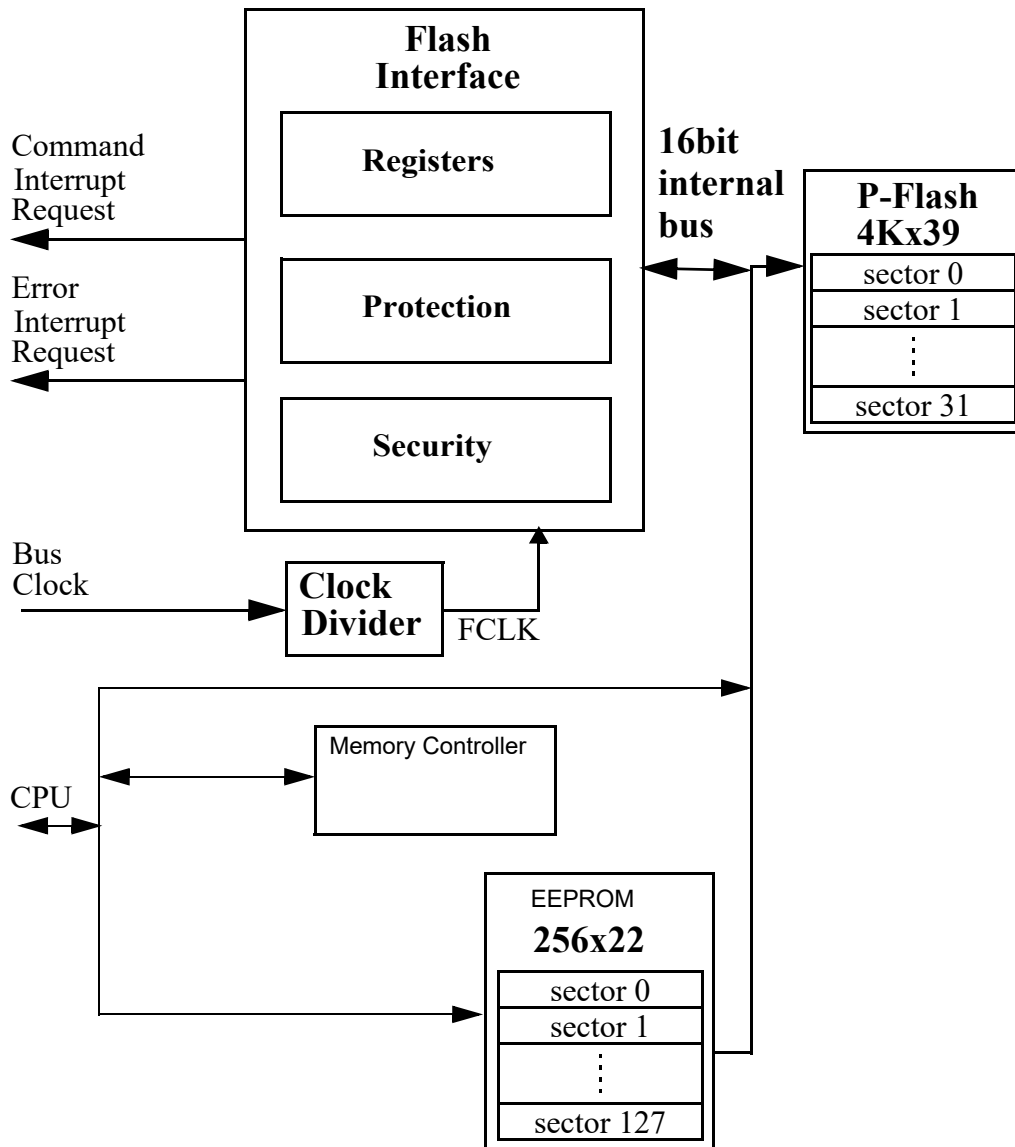 Flash
Interface
Registers
Protection
Security
Command
Interrupt
Request
Error
Interrupt
Request
16bit
internal
bus
P-Flash
4Kx39
sector 0
sector 1
sector 31
Bus
Clock
Clock
Divider
FCLK
Memory Controller
CPU
EEPROM
256x22
sector 0
sector 1
sector 127